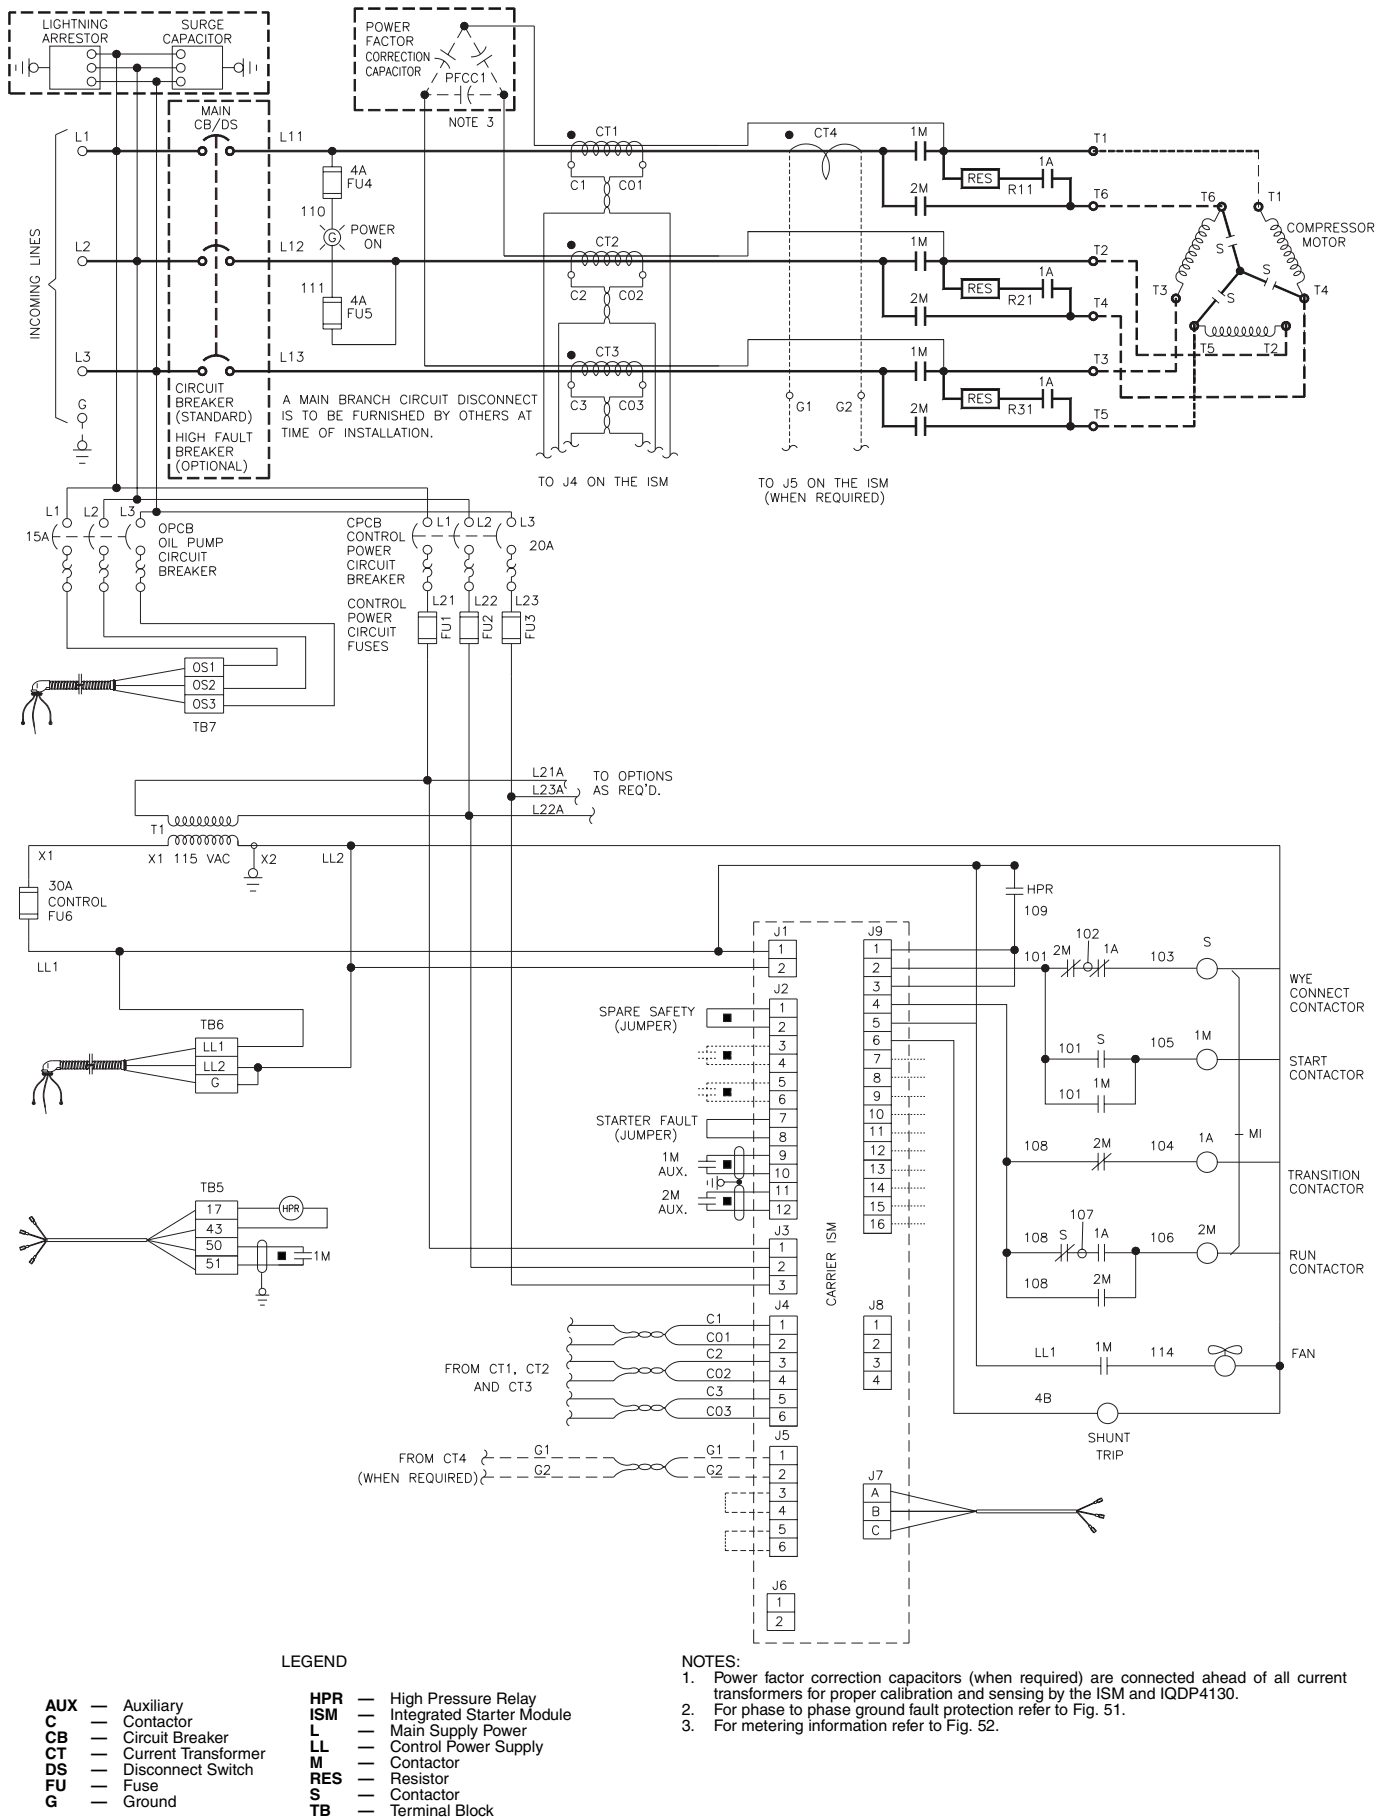 LIGHTNING
ARRESTOR
SURGE
CAPACITOR
POWER
FACTOR
CORRECTION
CAPACITOR
PFCC1
NOTE 3
MAIN
CB/DS
INCOMING LINES
L1
L11
4A
FU4
110
G
POWER
ON
L2
L12
111
4A
FU5
L3
L13
G
CIRCUIT
BREAKER
(STANDARD)
HIGH FAULT
BREAKER
(OPTIONAL)
A MAIN BRANCH CIRCUIT DISCONNECT
IS TO BE FURNISHED BY OTHERS AT
TIME OF INSTALLATION.
CT1
C1
C01
CT2
C2
C02
CT3
C3
C03
TO J4 ON THE ISM
CT4
G1
G2
TO J5 ON THE ISM
(WHEN REQUIRED)
1M
T1
RES
R11
1A
2M
T6
1M
T2
RES
R21
1A
2M
T4
1M
T3
RES
R31
1A
2M
T5
T6
T1
COMPRESSOR
MOTOR
S
S
S
T3
T4
T5
T2
L1
L2
L3
15A
OPCB
OIL PUMP
CIRCUIT
BREAKER
CPCB
CONTROL
POWER
CIRCUIT
BREAKER
L1
L2
L3
20A
CONTROL
POWER
CIRCUIT
FUSES
L21
L22
L23
FU1
FU2
FU3
OS1
OS2
OS3
TB7
L21A
L23A
L22A
TO OPTIONS
AS REQ'D.
T1
X1
X1 115 VAC
X2
LL2
30A
CONTROL
FU6
LL1
TB6
LL1
LL2
G
TB5
17
43
50
51
HPR
1M
SPARE SAFETY
(JUMPER)
STARTER FAULT
(JUMPER)
1M
AUX.
2M
AUX.
J1
1
2
J2
1
2
3
4
5
6
7
8
9
10
11
12
J3
1
2
3
J4
1
2
3
4
5
6
C1
C01
C2
C02
C3
C03
FROM CT1, CT2
AND CT3
J5
1
2
3
4
5
6
FROM CT4
(WHEN REQUIRED)
G1
G1
G2
G2
J6
1
2
CARRIER ISM
J9
1
2
3
4
5
6
7
8
9
10
11
12
13
14
15
16
J8
1
2
3
4
J7
A
B
C
HPR
109
101
2M
102
1A
103
S
WYE
CONNECT
CONTACTOR
101
S
105
1M
START
CONTACTOR
101
1M
MI
108
2M
104
1A
TRANSITION
CONTACTOR
108
S
107
1A
106
2M
RUN
CONTACTOR
108
2M
LL1
1M
114
FAN
4B
SHUNT
TRIP
LEGEND
AUX — Auxiliary
C — Contactor
CB — Circuit Breaker
CT — Current Transformer
DS — Disconnect Switch
FU — Fuse
G — Ground
HPR — High Pressure Relay
ISM — Integrated Starter Module
L — Main Supply Power
LL — Control Power Supply
M — Contactor
RES — Resistor
S — Contactor
TB — Terminal Block
NOTES:
1. Power factor correction capacitors (when required) are connected ahead of all current
transformers for proper calibration and sensing by the ISM and IQDP4130.
2. For phase to phase ground fault protection refer to Fig. 51.
3. For metering information refer to Fig. 52.